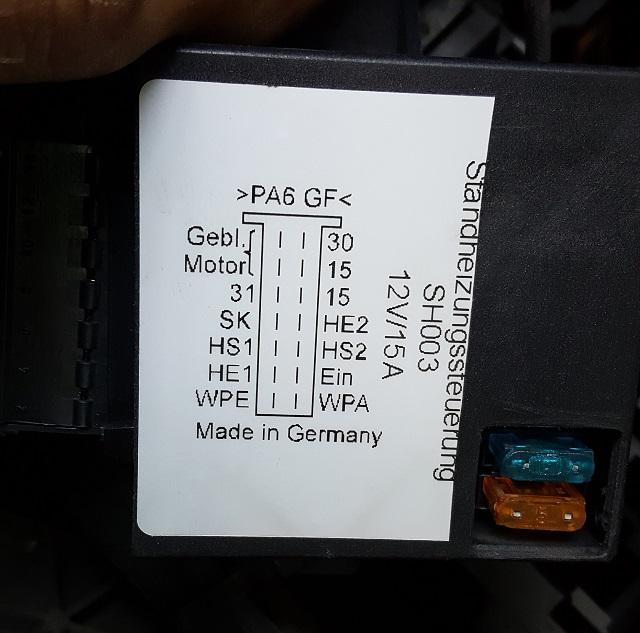 >PA6 GF<
Gebl. 30
Motor 15
31 15
SK HE2
HS1 HS2
HE1 Ein
WPE WPA
Made in Germany
Standheizungssteuerung
SH003
12V/15A